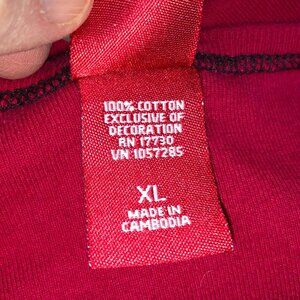 100% COTTON
EXCLUSIVE OF
DECORATION
RN 17730
VN 1057285
XL
MADE IN
CAMBODIA